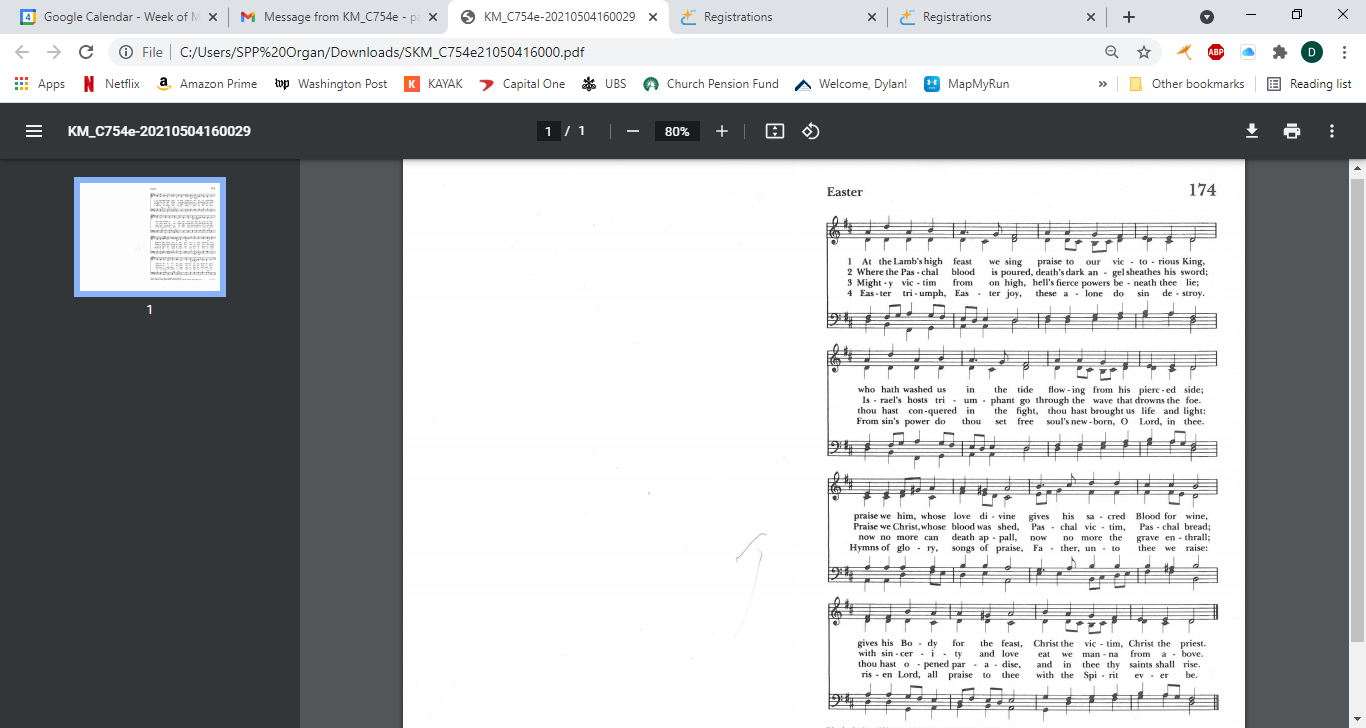 Google Calendar - Week of M
Message from KM_C754e - p
KM_C754e-20210504160029
Registrations
Registrations
File
C:/Users/SPP%20Organ/Downloads/SKM_C754e21050416000.pdf
ABP
D
Apps
Netflix
Amazon Prime
wp Washington Post
K KAYAK
Capital One
UBS
Church Pension Fund
Welcome, Dylan!
MapMyRun
»
Other bookmarks
Reading list
KM_C754e-20210504160029
1 / 1
80%
1
Easter
174
1 At the Lamb's high feast we sing praise to our vic - to - rious King,
2 Where the Pas - chal blood is poured, death's dark an - gel sheathes his sword;
3 Might - y vic - tim from on high, hell's fierce powers be - neath thee lie;
4 Eas - ter tri - umph, Eas - ter joy, these a - lone do sin de - stroy.
who hath washed us in the tide flow - ing from his pierc - ed side;
Is - rael's hosts tri - um - phant go through the wave that drowns the foe.
thou hast con - quered in the fight, thou hast brought us life and light:
From sin's power do thou set free soul's new - born, O Lord, in thee.
praise we him, whose love di - vine gives his sa - cred Blood for wine,
Praise we Christ, whose blood was shed, Pas - chal vic - tim, Pas - chal bread;
now no more can death ap - pall, now no more the grave en - thrall;
Hymns of glo - ry, songs of praise, Fa - ther, un - to thee we raise:
gives his Bo - dy for the feast, Christ the vic - tim, Christ the priest.
with sin - cer - i - ty and love eat we man - na from a - bove.
thou hast o - pened par - a - dise, and in thee thy saints shall rise.
ris - en Lord, all praise to thee with the Spi - rit ev - er be.